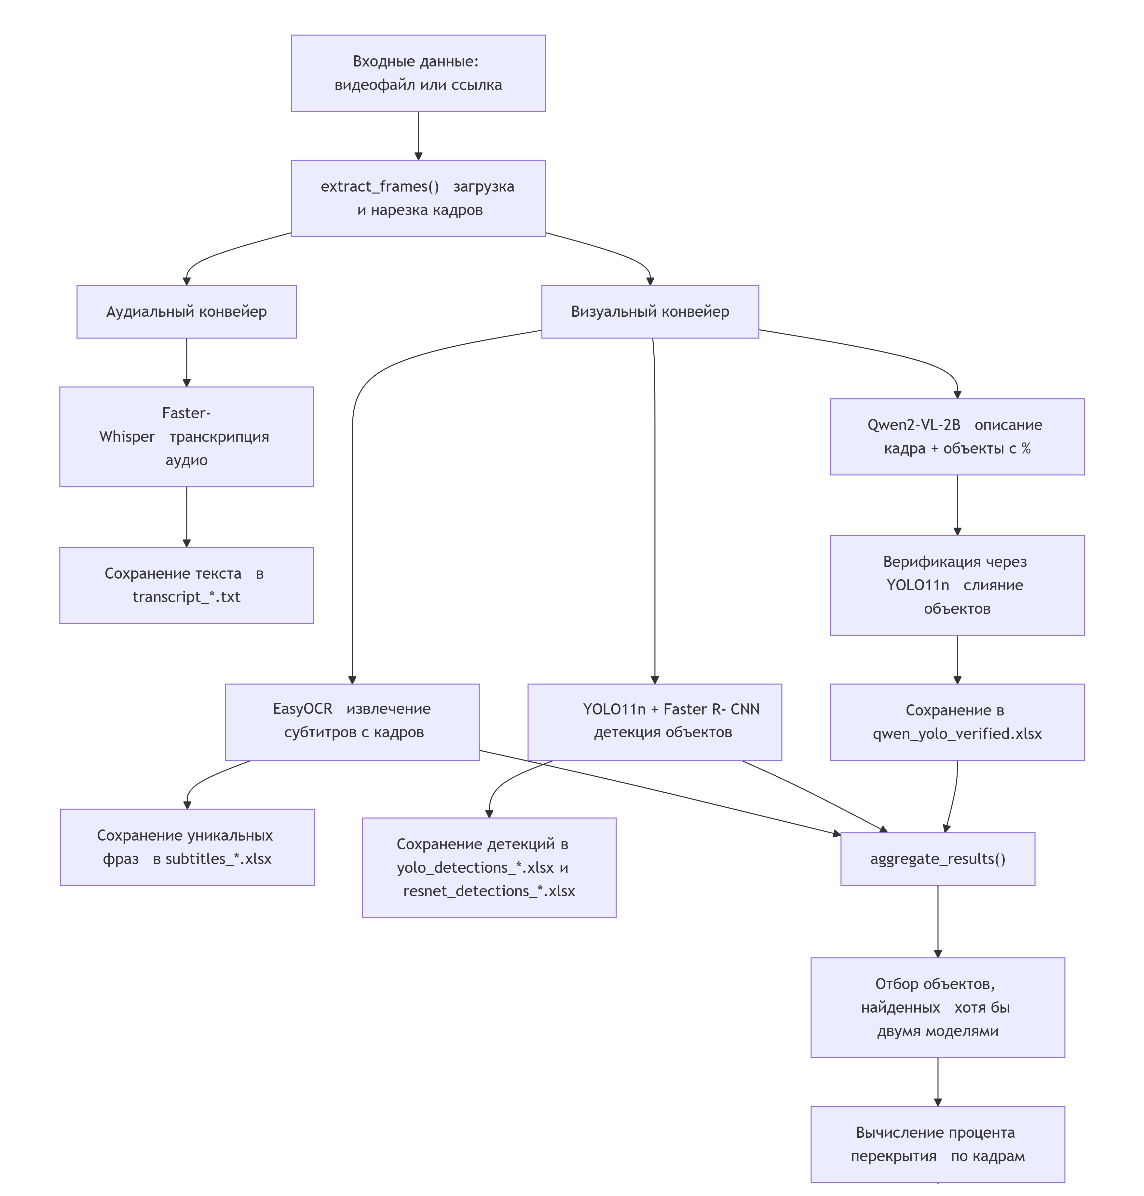 Входные данные:
видеофайл или ссылка
extract_frames() загрузка
и нарезка кадров
Аудиальный конвейер
Визуальный конвейер
Faster-
Whisper транскрипция
аудио
Qwen2-VL-2B описание
кадра + объекты с %
Сохранение текста в
transcript_*.txt
Верификация через
YOLO11n слияние
объектов
EasyOCR извлечение
субтитров с кадров
YOLO11n + Faster R- CNN
детекция объектов
Сохранение в
qwen_yolo_verified.xlsx
Сохранение уникальных
фраз в subtitles_*.xlsx
Сохранение детекций в
yolo_detections_*.xlsx и
resnet_detections_*.xlsx
aggregate_results()
Отбор объектов,
найденных хотя бы
двумя моделями
Вычисление процента
перекрытия по кадрам